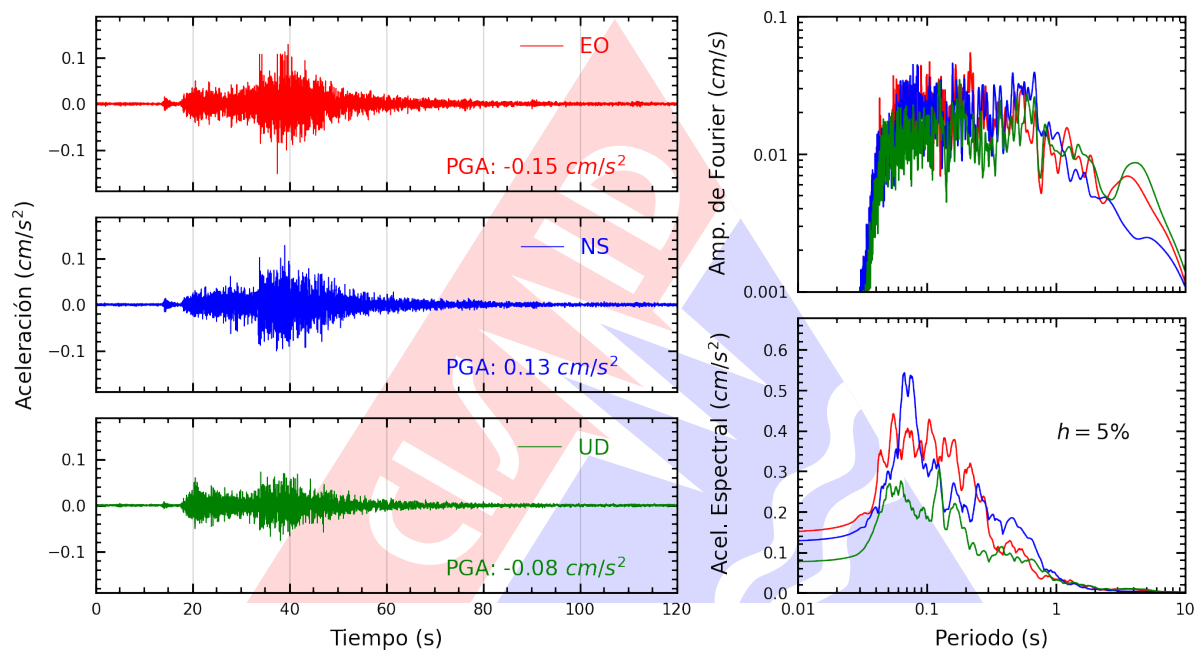 Aceleración (cm/s²)
0.1
0.0
−0.1
EO
PGA: -0.15 cm/s²
0.1
0.0
−0.1
NS
PGA: 0.13 cm/s²
0.1
0.0
−0.1
UD
PGA: -0.08 cm/s²
0 20 40 60 80 100 120
Tiempo (s)
Amp. de Fourier (cm/s)
0.1
0.01
0.001
Acel. Espectral (cm/s²)
0.6
0.5
0.4
0.3
0.2
0.1
0.0
h = 5%
0.01 0.1 1 10
Periodo (s)
CISMID